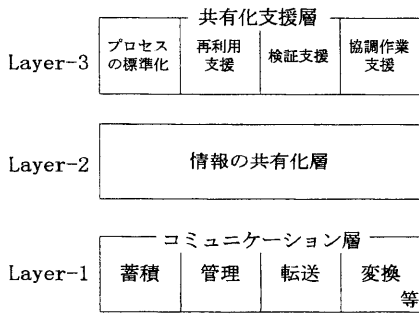 共有化支援層
Layer-3
プロセス
の標準化
再利用
支援
検証支援
協調作業
支援
Layer-2
情報の共有化層
コミュニケーション層
Layer-1
蓄積
管理
転送
変換
等